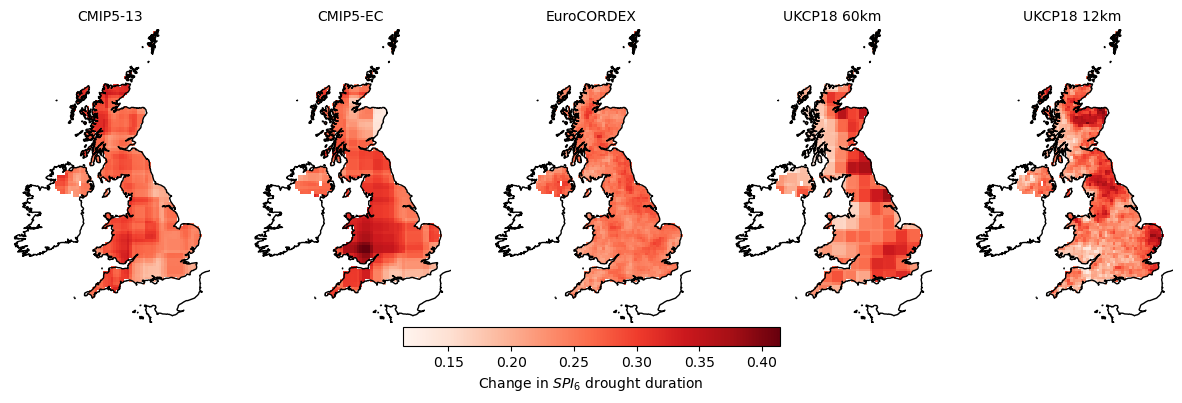 CMIP5-13
CMIP5-EC
EuroCORDEX
UKCP18 60km
UKCP18 12km
0.15
0.20
0.25
0.30
0.35
0.40
Change in SPI₆ drought duration